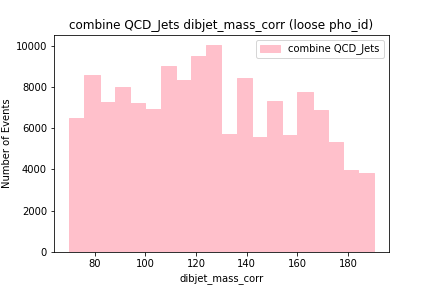 combine QCD_Jets dibjet_mass_corr (loose pho_id)
combine QCD_Jets
Number of Events
10000
8000
6000
4000
2000
0
80 100 120 140 160 180
dibjet_mass_corr